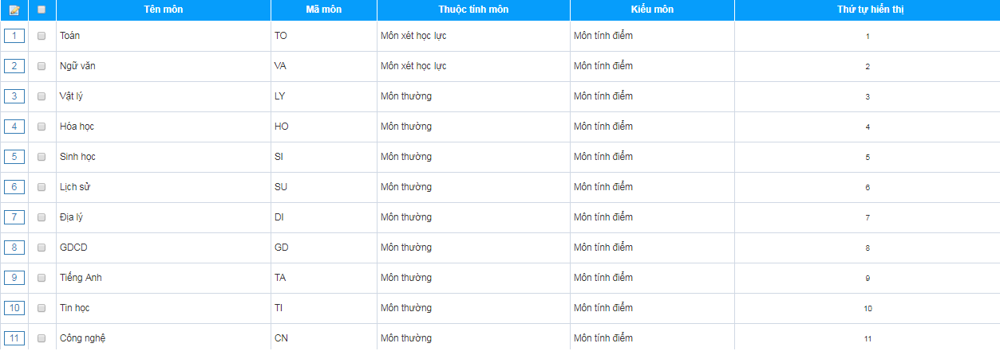 Tên môn Mã môn Thuộc tính môn Kiểu môn Thứ tự hiển thị
1 Toán TO Môn xét học lực Môn tính điểm 1
2 Ngữ văn VA Môn xét học lực Môn tính điểm 2
3 Vật lý LY Môn thường Môn tính điểm 3
4 Hóa học HO Môn thường Môn tính điểm 4
5 Sinh học SI Môn thường Môn tính điểm 5
6 Lịch sử SU Môn thường Môn tính điểm 6
7 Địa lý DI Môn thường Môn tính điểm 7
8 GDCD GD Môn thường Môn tính điểm 8
9 Tiếng Anh TA Môn thường Môn tính điểm 9
10 Tin học TI Môn thường Môn tính điểm 10
11 Công nghệ CN Môn thường Môn tính điểm 11